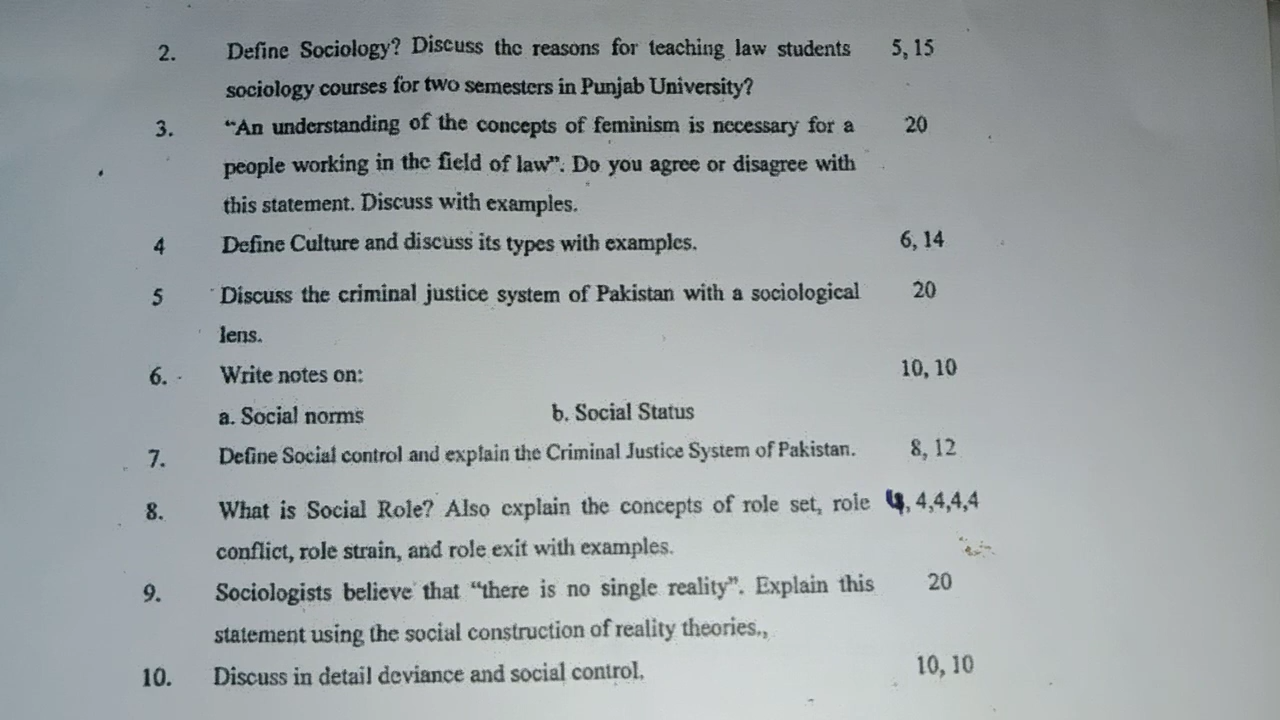 2. Define Sociology? Discuss the reasons for teaching law students 5, 15
sociology courses for two semesters in Punjab University?
3. “An understanding of the concepts of feminism is necessary for a 20
people working in the field of law”. Do you agree or disagree with
this statement. Discuss with examples.
4 Define Culture and discuss its types with examples. 6, 14
5 Discuss the criminal justice system of Pakistan with a sociological 20
lens.
6. Write notes on: 10, 10
a. Social norms b. Social Status
7. Define Social control and explain the Criminal Justice System of Pakistan. 8, 12
8. What is Social Role? Also explain the concepts of role set, role 4, 4,4,4,4
conflict, role strain, and role exit with examples.
9. Sociologists believe that “there is no single reality”. Explain this 20
statement using the social construction of reality theories.,
10. Discuss in detail deviance and social control. 10, 10